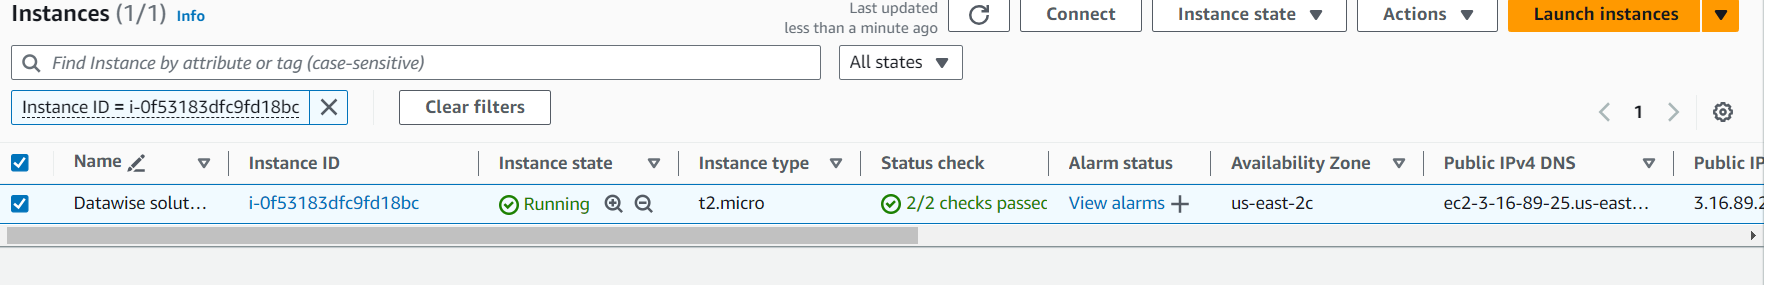 Instances (1/1) Info
Last updated
less than a minute ago
Connect
Instance state
Actions
Launch instances
Find Instance by attribute or tag (case-sensitive)
All states
Instance ID = i-0f53183dfc9fd18bc
Clear filters
1
Name Instance ID Instance state Instance type Status check Alarm status Availability Zone Public IPv4 DNS Public IP
Datawise solut… i-0f53183dfc9fd18bc Running t2.micro 2/2 checks passec View alarms us-east-2c ec2-3-16-89-25.us-east… 3.16.89.2